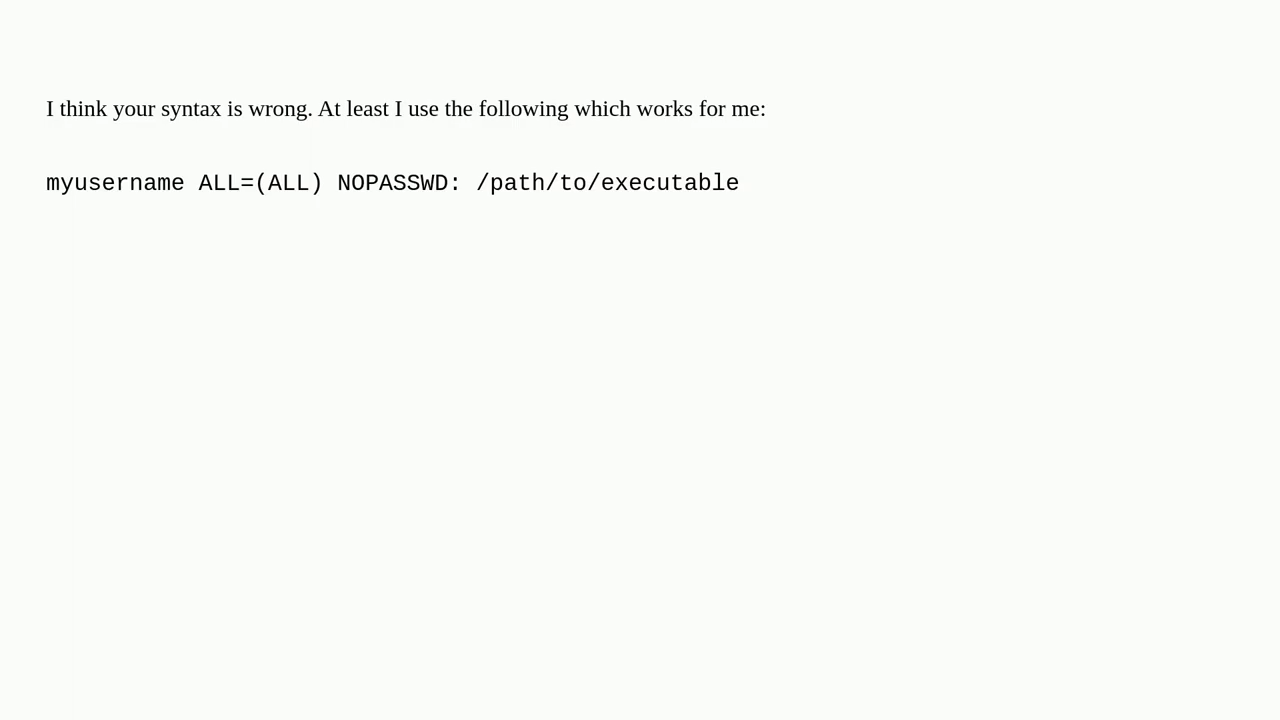 I think your syntax is wrong. At least I use the following which works for me:
myusername ALL=(ALL) NOPASSWD: /path/to/executable